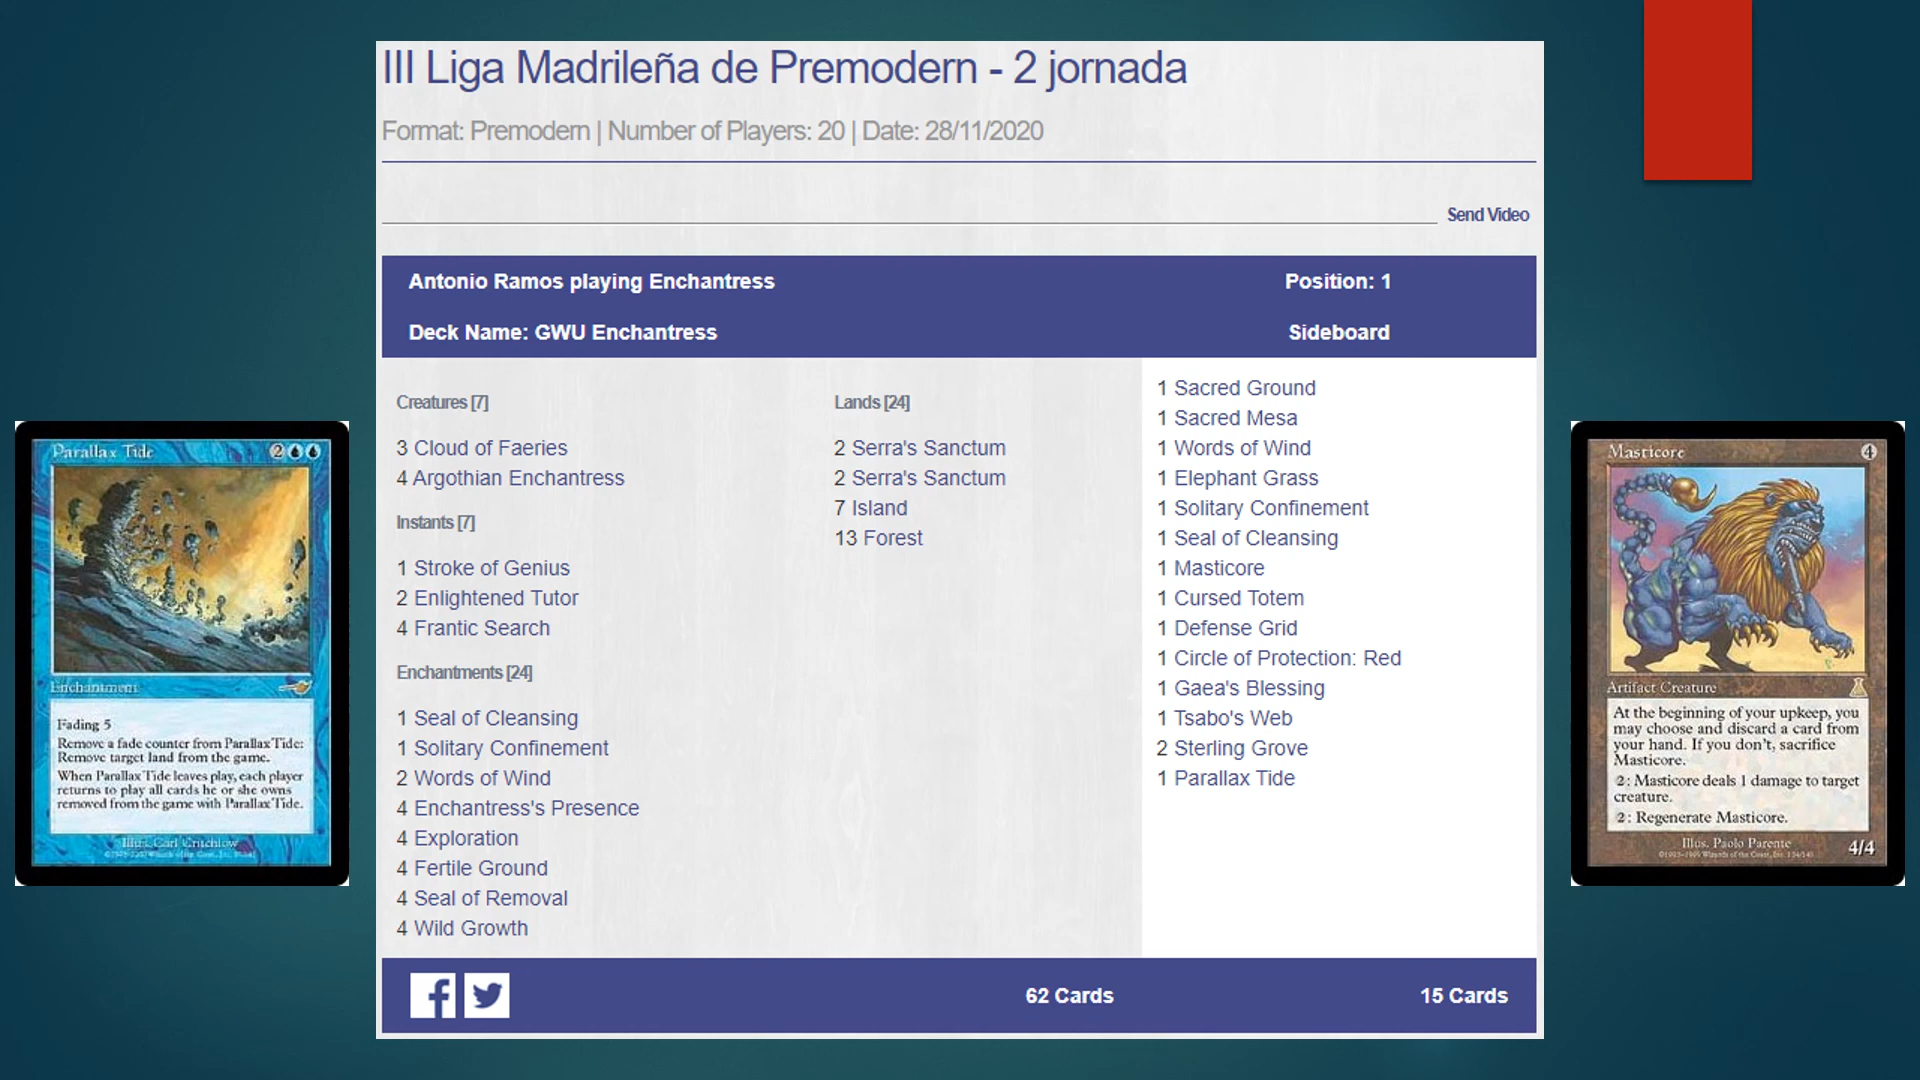 III Liga Madrileña de Premodern - 2 jornada
Format: Premodern | Number of Players: 20 | Date: 28/11/2020
Send Video
Antonio Ramos playing Enchantress
Position: 1
Deck Name: GWU Enchantress
Sideboard
Creatures [7]
3 Cloud of Faeries
4 Argothian Enchantress
Instants [7]
1 Stroke of Genius
2 Enlightened Tutor
4 Frantic Search
Enchantments [24]
1 Seal of Cleansing
1 Solitary Confinement
2 Words of Wind
4 Enchantress's Presence
4 Exploration
4 Fertile Ground
4 Seal of Removal
4 Wild Growth
Lands [24]
2 Serra's Sanctum
2 Serra's Sanctum
7 Island
13 Forest
1 Sacred Ground
1 Sacred Mesa
1 Words of Wind
1 Elephant Grass
1 Solitary Confinement
1 Seal of Cleansing
1 Masticore
1 Cursed Totem
1 Defense Grid
1 Circle of Protection: Red
1 Gaea's Blessing
1 Tsabo's Web
2 Sterling Grove
1 Parallax Tide
62 Cards
15 Cards
Parallax Tide
2
Enchantment
Fading 5
Remove a fade counter from Parallax Tide:
Remove target land from the game.
When Parallax Tide leaves play, each player
returns to play all cards he or she owns
removed from the game with Parallax Tide.
Illus. Carl Critchlow
Masticore
4
Artifact Creature
At the beginning of your upkeep, you
may choose and discard a card from
your hand. If you don't, sacrifice
Masticore.
2: Masticore deals 1 damage to target
creature.
2: Regenerate Masticore.
Illus. Paolo Parente
4/4